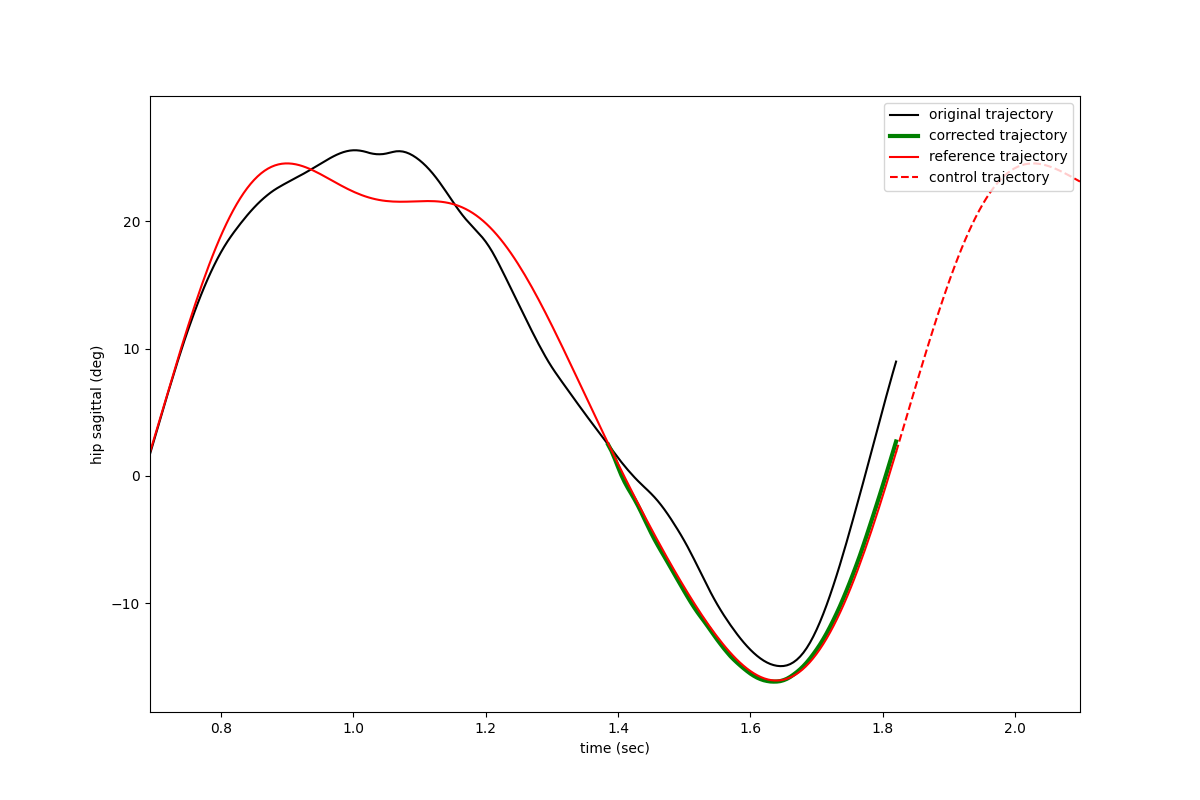 original trajectory
corrected trajectory
reference trajectory
control trajectory
20
10
0
−10
hip sagittal (deg)
0.8 1.0 1.2 1.4 1.6 1.8 2.0
time (sec)